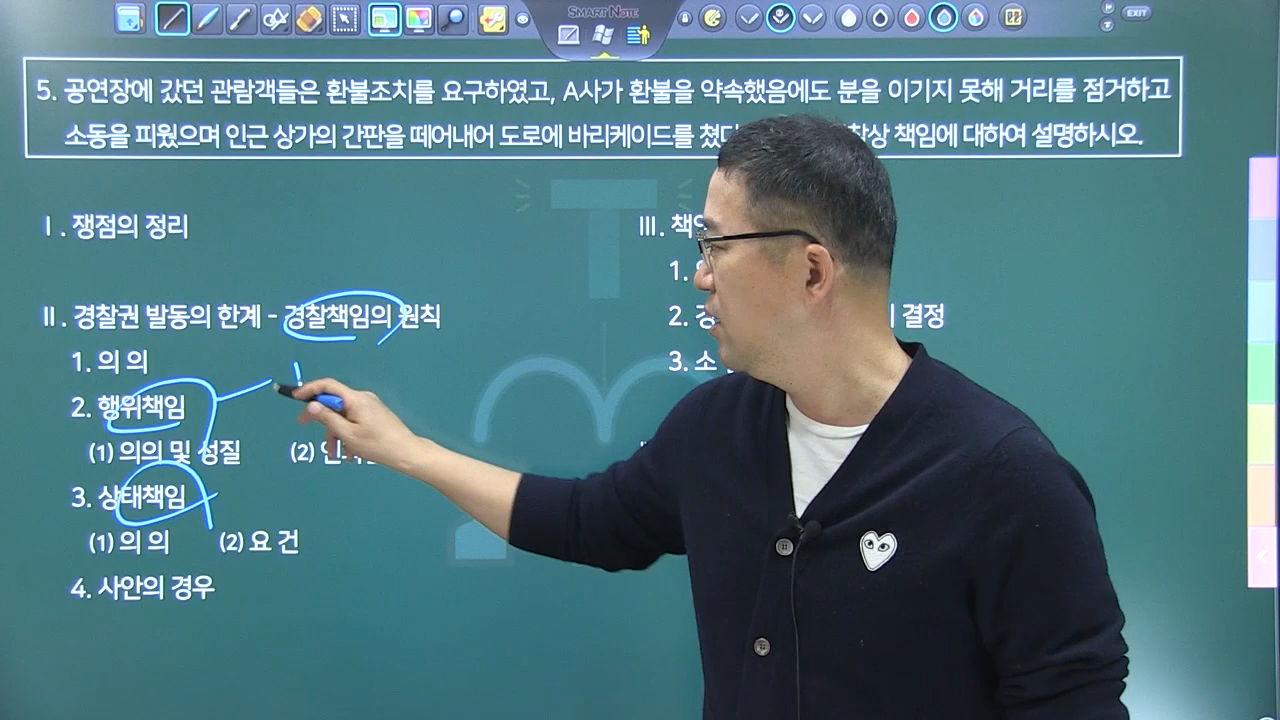 SMART NOTE
EXIT
5. 공연장에 갔던 관람객들은 환불조치를 요구하였고, A사가 환불을 약속했음에도 분을 이기지 못해 거리를 점거하고
소동을 피웠으며 인근 상가의 간판을 떼어내어 도로에 바리케이드를 쳤다 책임에 대하여 설명하시오.
Ⅰ. 쟁점의 정리
Ⅱ. 경찰권 발동의 한계 - 경찰책임의 원칙
1. 의 의
2. 행위책임
(1) 의의 및 성질 (2)
3. 상태책임
(1) 의 의 (2) 요 건
4. 사안의 경우
Ⅲ.
1.
2. 결정
3. 소